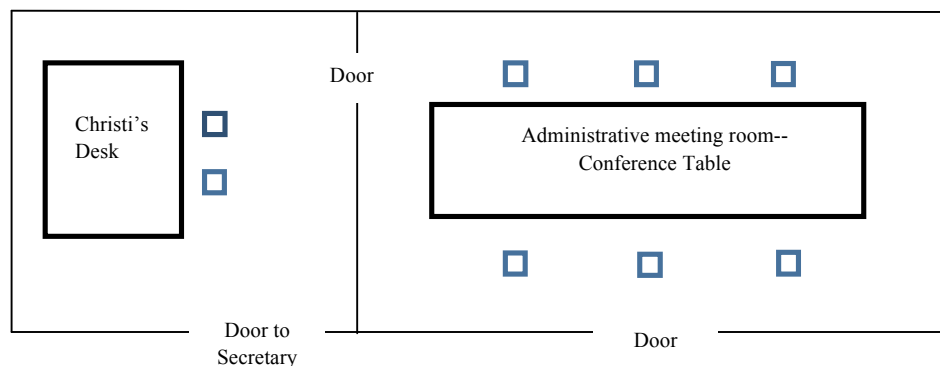 Door
Christi’s
Desk
Administrative meeting room--
Conference Table
Door to
Secretary
Door